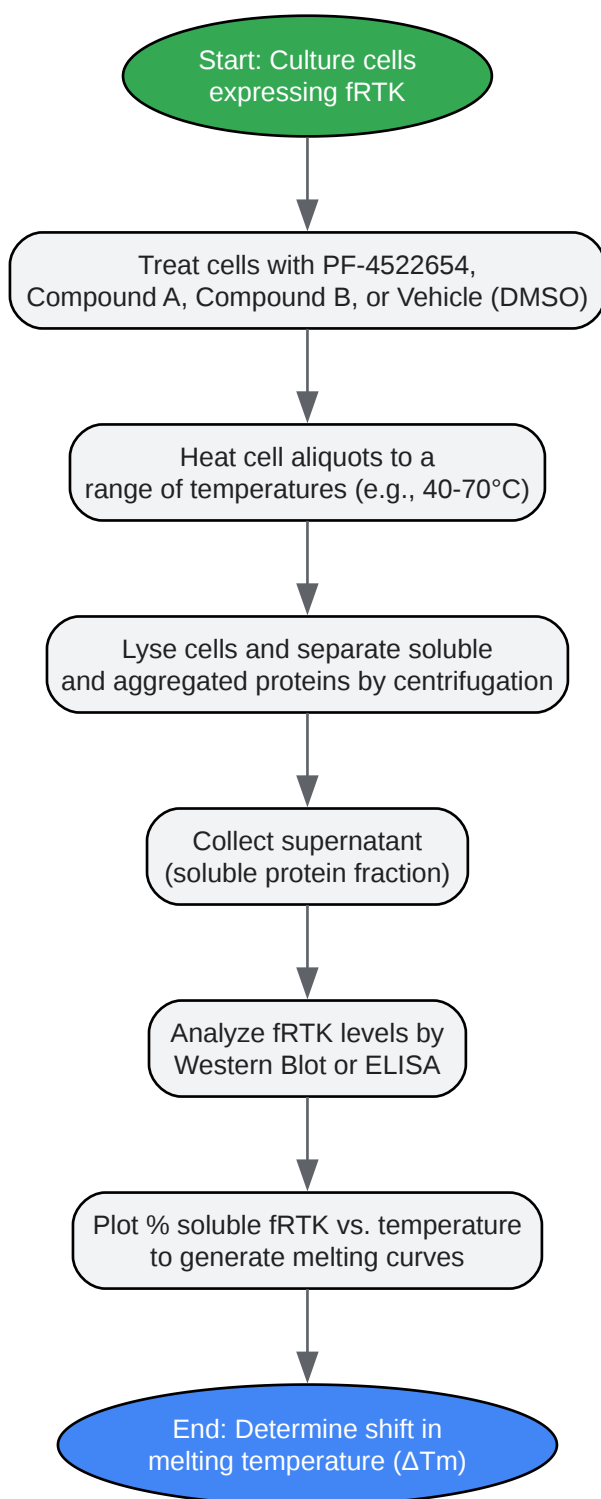 Start: Culture cells
expressing fRTK
Treat cells with PF-4522654,
Compound A, Compound B, or Vehicle (DMSO)
Heat cell aliquots to a
range of temperatures (e.g., 40-70°C)
Lyse cells and separate soluble
and aggregated proteins by centrifugation
Collect supernatant
(soluble protein fraction)
Analyze fRTK levels by
Western Blot or ELISA
Plot % soluble fRTK vs. temperature
to generate melting curves
End: Determine shift in
melting temperature (ΔTm)